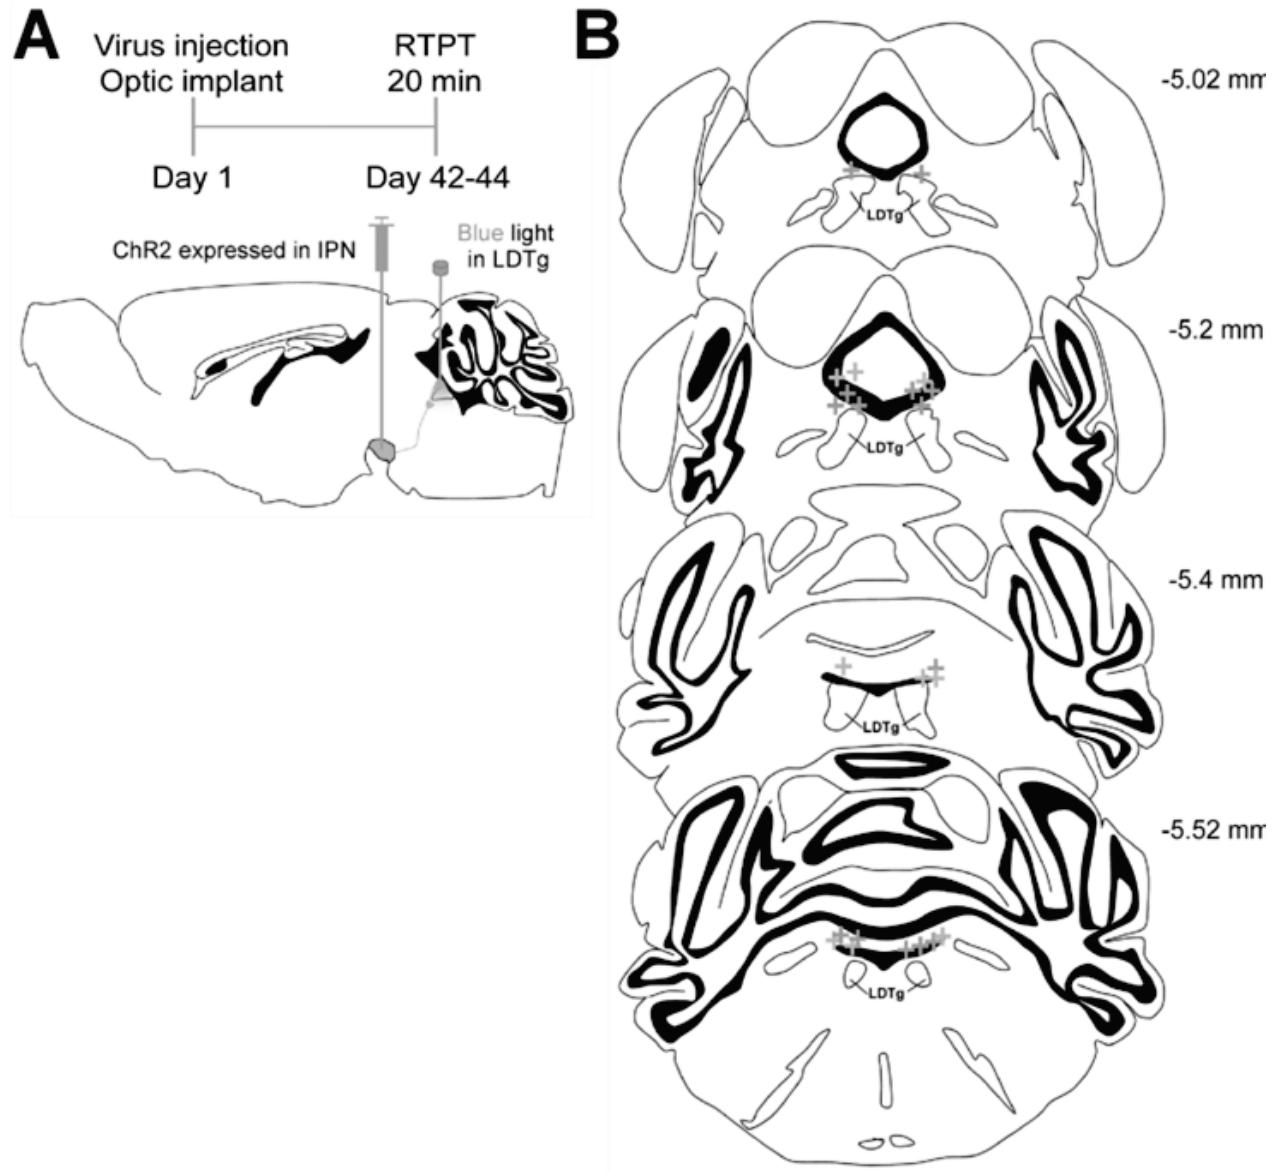 A
Virus injection
Optic implant
RTPT
20 min
Day 1
Day 42-44
ChR2 expressed in IPN
Blue light
in LDTg
B
-5.02 mm
LDTg
-5.2 mm
LDTg
-5.4 mm
LDTg
-5.52 mm
LDTg